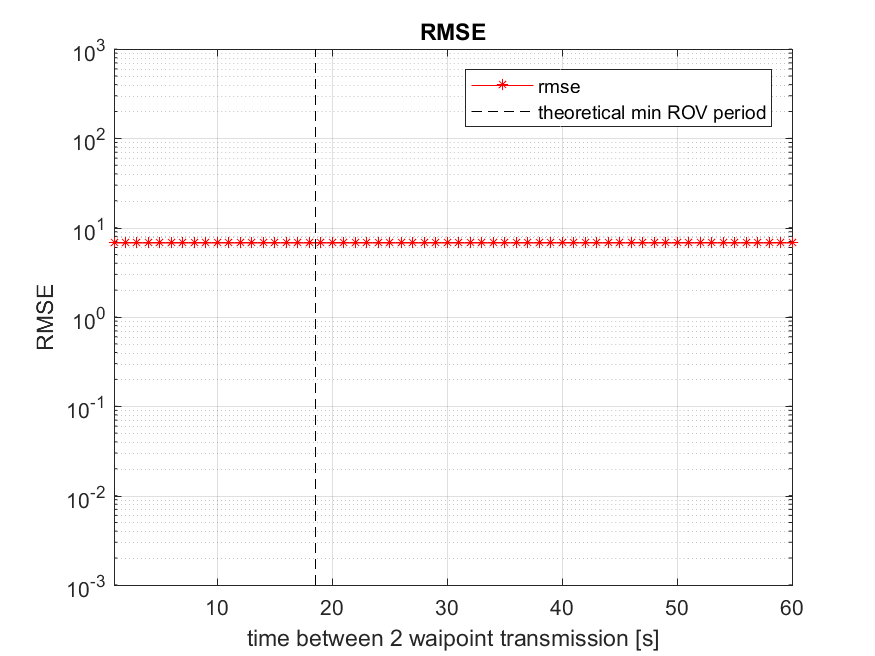 RMSE
10^3
10^2
10^1
10^0
10^-1
10^-2
10^-3
RMSE
rmse
theoretical min ROV period
10 20 30 40 50 60
time between 2 waipoint transmission [s]